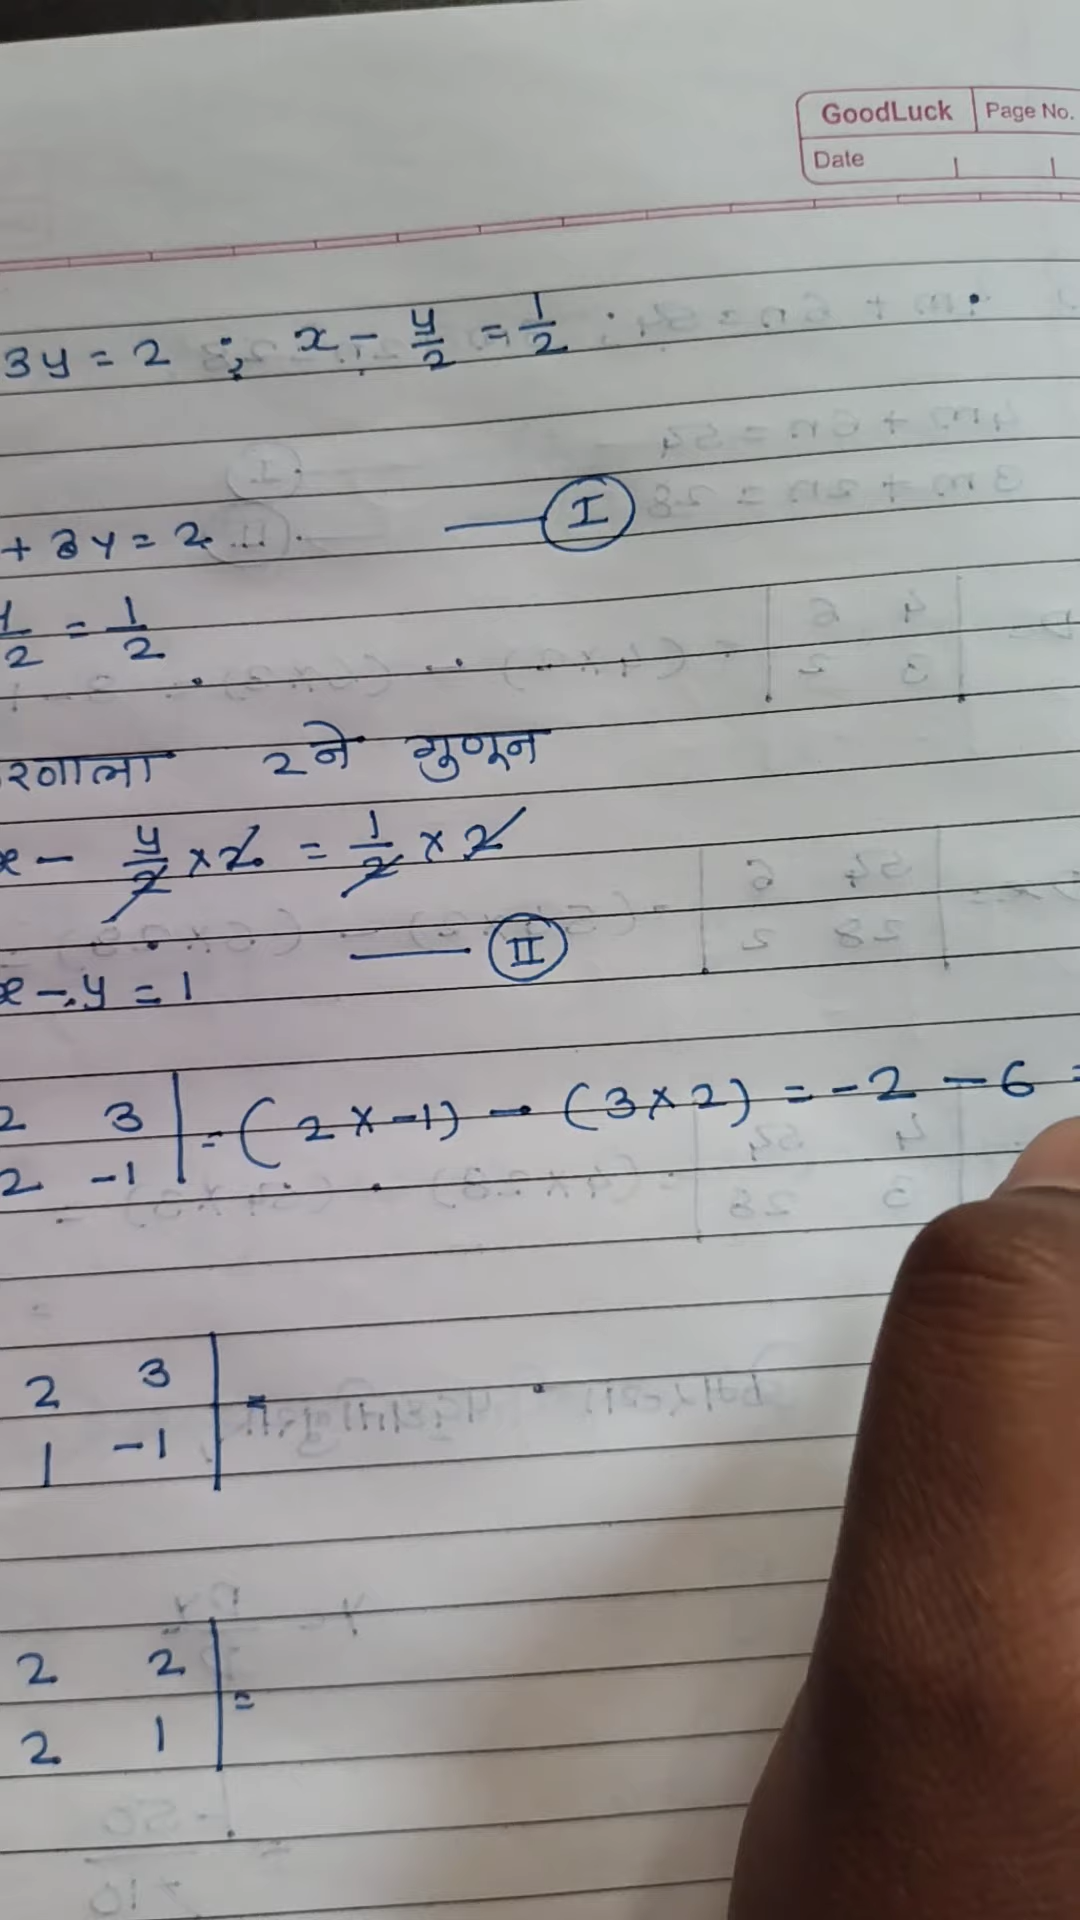 GoodLuck Page No.
Date
3y = 2 ; x - y/2 = 1/2 .
+ 3y = 2 . —— I
y/2 = 1/2
रणाला 2 ने गुणून
x - y/2 × 2 = 1/2 × 2
x - y = 1 —— II
2 3
2 -1 = (2 × -1) - (3 × 2) = -2 - 6 =
2 3
1 -1 =
2 2
2 1 =